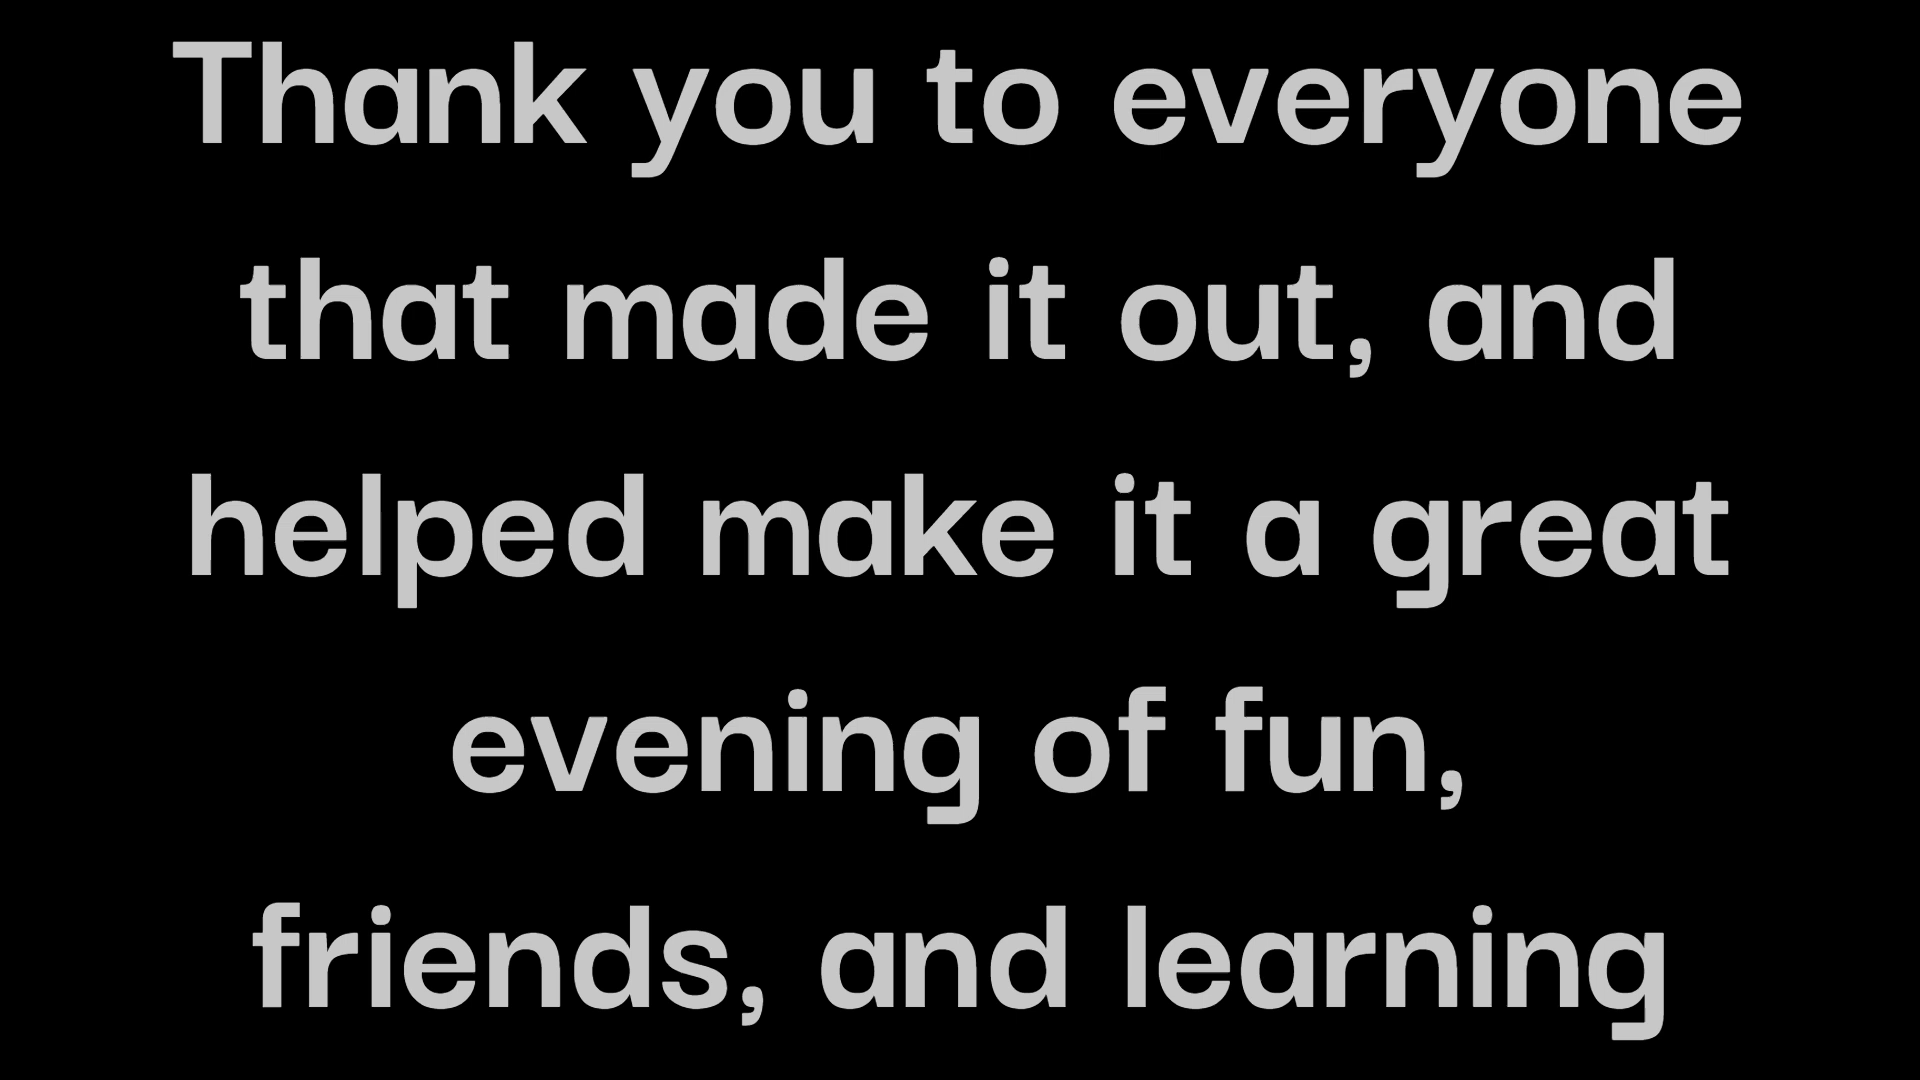 Thank you to everyone
that made it out, and
helped make it a great
evening of fun,
friends, and learning